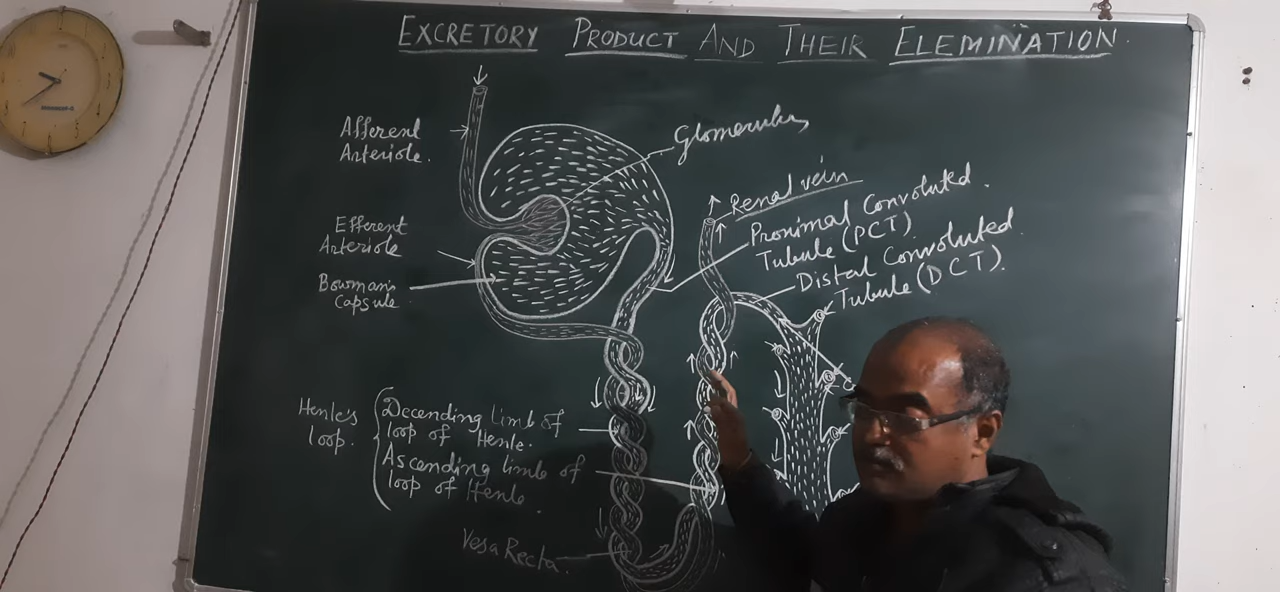 EXCRETORY PRODUCT AND THEIR ELEMINATION.
Afferent
Arteriole.
Glomerulus
Renal vein
Proximal Convoluted.
Tubule (PCT)
Distal Convoluted.
Tubule (DCT).
Efferent
Arteriole
Bowman's
Capsule
Henle's
loop.
Decending limb of
loop of Henle.
Ascending limb of
loop of Henle
Vesa Recta.